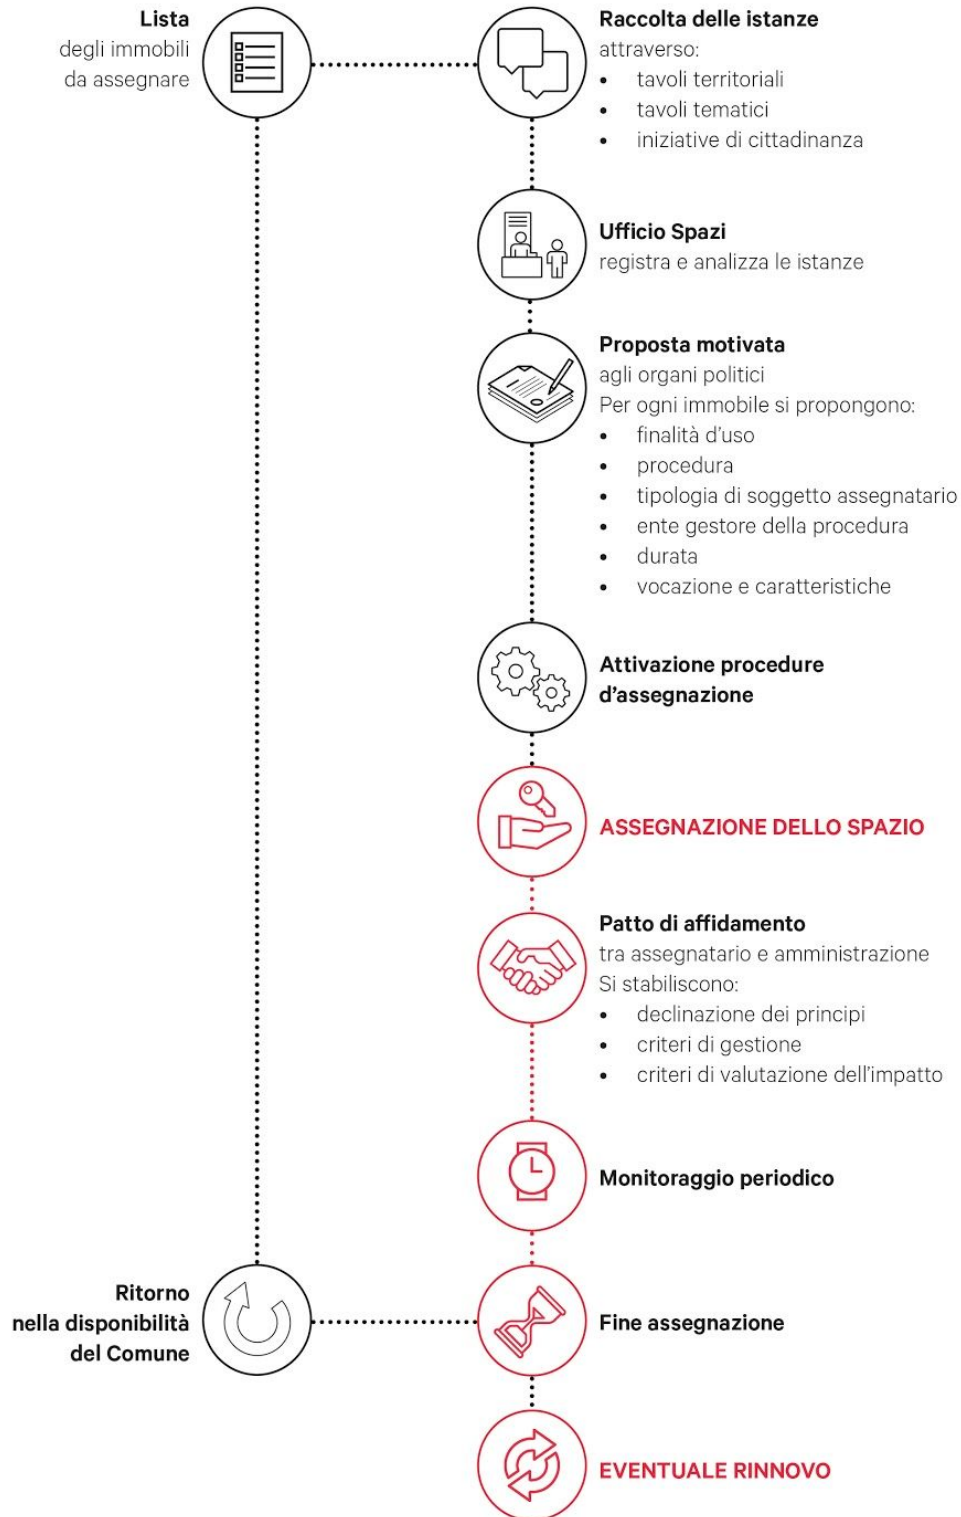 Lista
degli immobili
da assegnare
Raccolta delle istanze
attraverso:
• tavoli territoriali
• tavoli tematici
• iniziative di cittadinanza
Ufficio Spazi
registra e analizza le istanze
Proposta motivata
agli organi politici
Per ogni immobile si propongono:
• finalità d'uso
• procedura
• tipologia di soggetto assegnatario
• ente gestore della procedura
• durata
• vocazione e caratteristiche
Attivazione procedure
d'assegnazione
ASSEGNAZIONE DELLO SPAZIO
Patto di affidamento
tra assegnatario e amministrazione
Si stabiliscono:
• declinazione dei principi
• criteri di gestione
• criteri di valutazione dell'impatto
Monitoraggio periodico
Ritorno
nella disponibilità
del Comune
Fine assegnazione
EVENTUALE RINNOVO